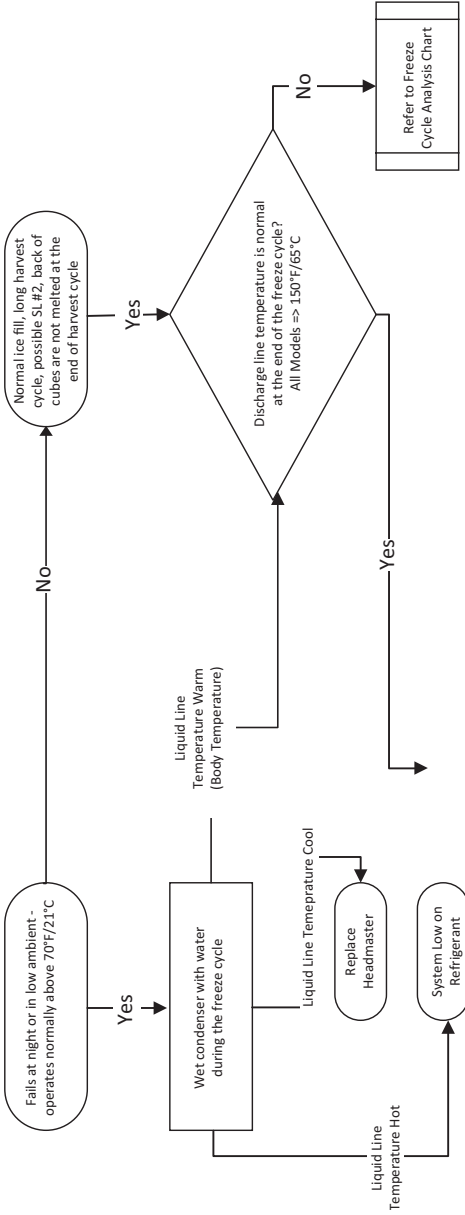 Fails at night or in low ambient -
operates normally above 70°F/21°C
No
Normal ice fill, long harvest
cycle, possible SL #2, back of
cubes are not melted at the
end of harvest cycle
Yes
Yes
Wet condenser with water
during the freeze cycle
Liquid Line
Temperature Warm
(Body Temperature)
Discharge line temperature is normal
at the end of the freeze cycle?
All Models => 150°F/65°C
No
Refer to Freeze
Cycle Analysis Chart
Liquid Line Temeprature Cool
Replace
Headmaster
Yes
Liquid Line
Temperature Hot
System Low on
Refrigerant